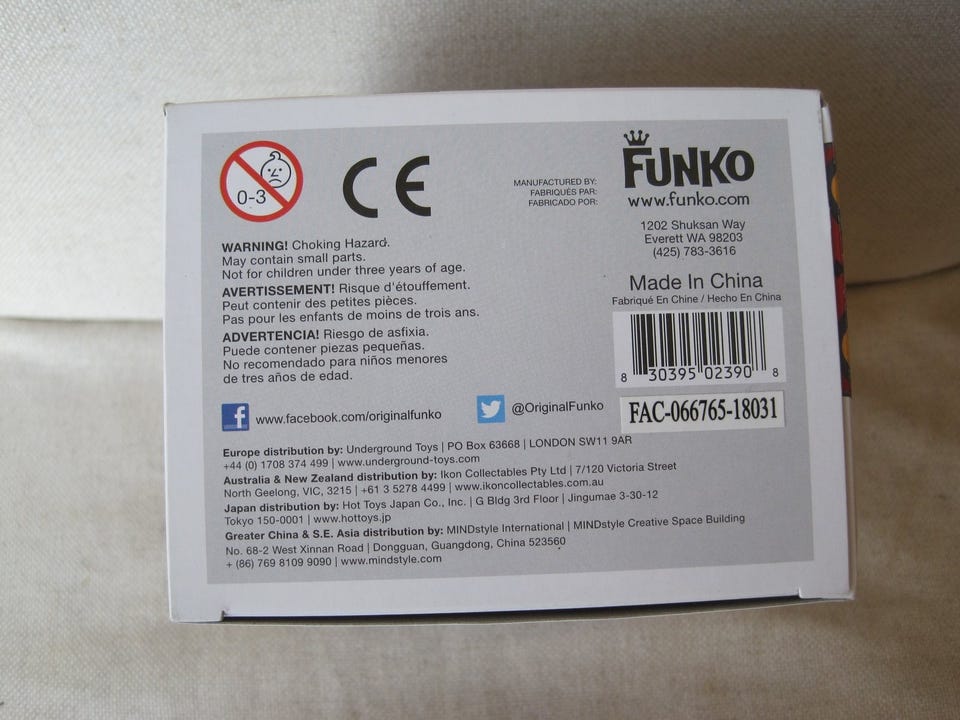 0-3
CE
MANUFACTURED BY:
FABRIQUÉS PAR:
FABRICADO POR:
FUNKO
www.funko.com
1202 Shuksan Way
Everett WA 98203
(425) 783-3616
WARNING! Choking Hazard.
May contain small parts.
Not for children under three years of age.
AVERTISSEMENT! Risque d'étouffement.
Peut contenir des petites pièces.
Pas pour les enfants de moins de trois ans.
ADVERTENCIA! Riesgo de asfixia.
Puede contener piezas pequeñas.
No recomendado para niños menores
de tres años de edad.
Made In China
Fabriqué En Chine / Hecho En China
8 30395 02390 8
FAC-066765-18031
www.facebook.com/originalfunko
@OriginalFunko
Europe distribution by: Underground Toys | PO Box 63668 | LONDON SW11 9AR
+44 (0) 1708 374 499 | www.underground-toys.com
Australia & New Zealand distribution by: Ikon Collectables Pty Ltd | 7/120 Victoria Street
North Geelong, VIC, 3215 | +61 3 5278 4499 | www.ikoncollectables.com.au
Japan distribution by: Hot Toys Japan Co., Inc. | G Bldg 3rd Floor | Jingumae 3-30-12
Tokyo 150-0001 | www.hottoys.jp
Greater China & S.E. Asia distribution by: MINDstyle International | MINDstyle Creative Space Building
No. 68-2 West Xinnan Road | Dongguan, Guangdong, China 523560
+ (86) 769 8109 9090 | www.mindstyle.com